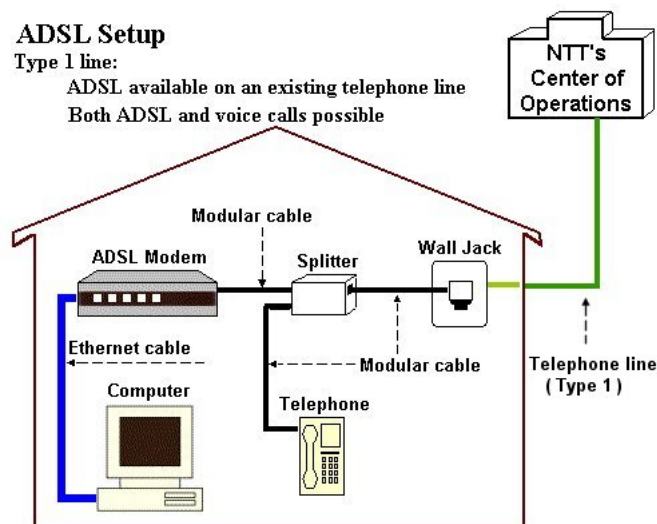 ADSL Setup
Type 1 line:
ADSL available on an existing telephone line
Both ADSL and voice calls possible
NTT's
Center of
Operations
Modular cable
ADSL Modem
Splitter
Wall Jack
Ethernet cable
Modular cable
Telephone line
( Type 1 )
Computer
Telephone